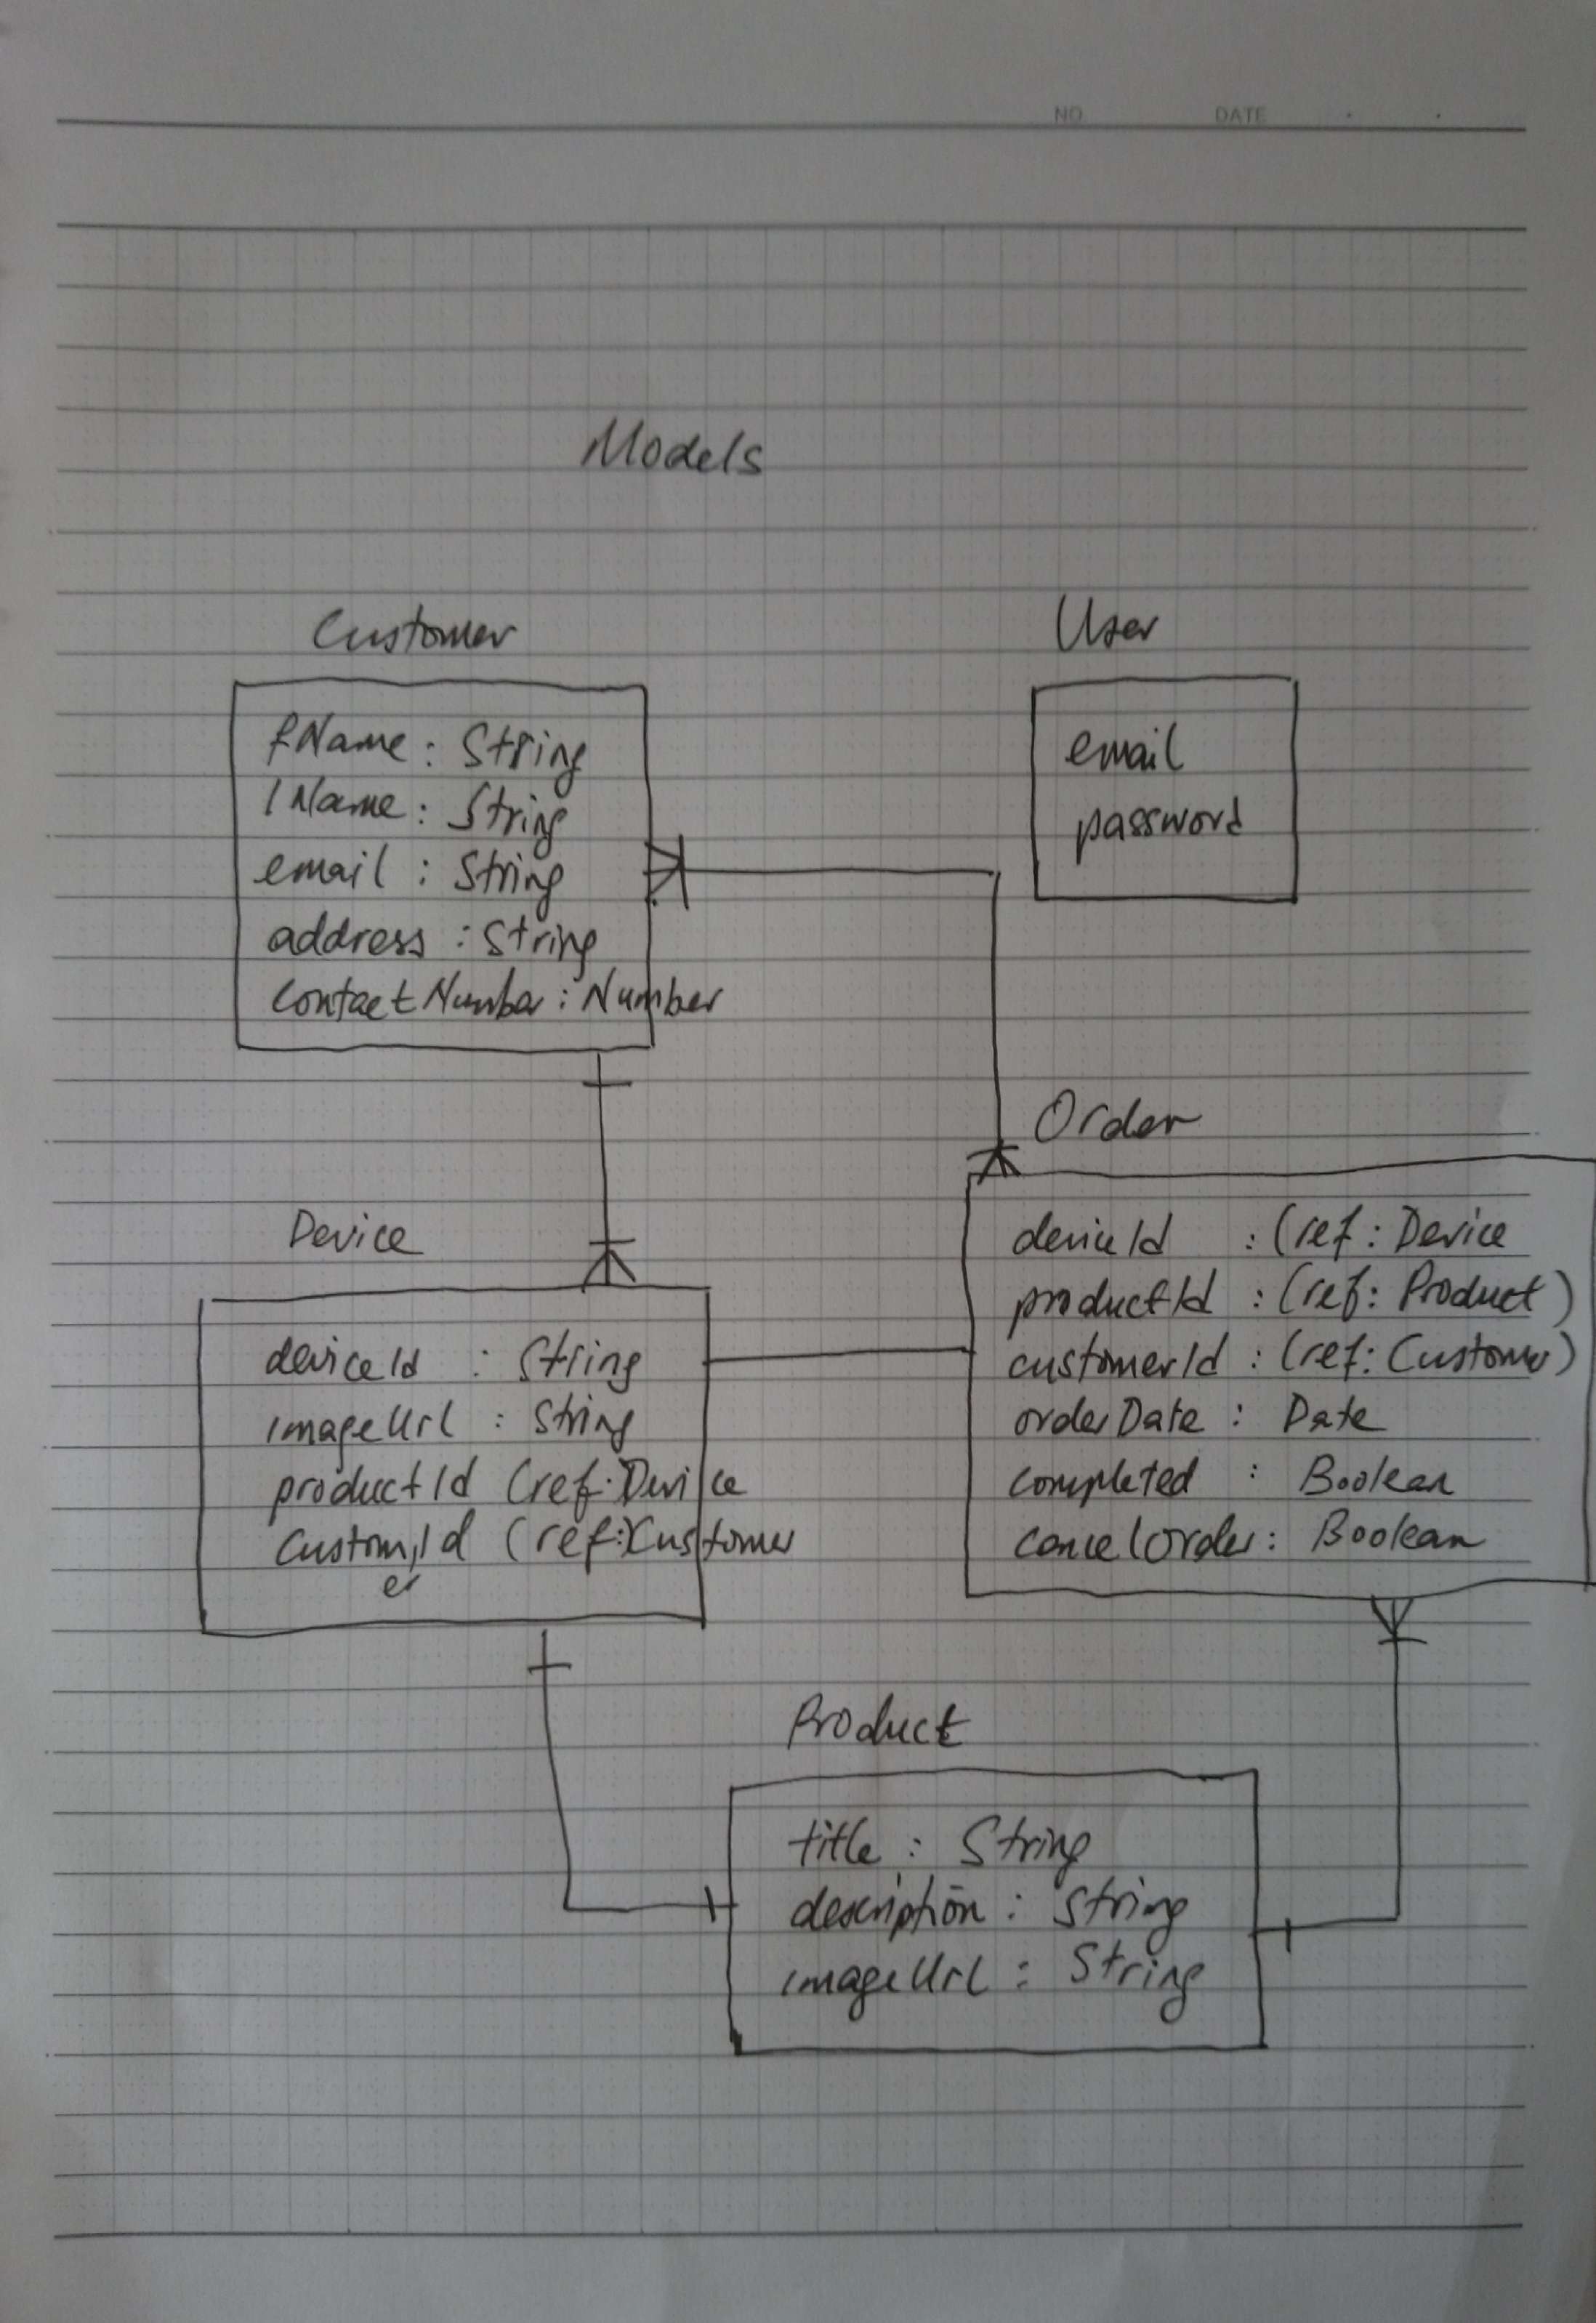 NO
DATE
Models
Customer
fName : String
lName : String
email : String
address : String
contactNumber : Number
User
email
password
Order
deviceId : (ref: Device
productId : (ref: Product)
customerId : (ref: Customer)
orderDate : Date
completed : Boolean
cancelOrder : Boolean
Device
deviceId : String
imageUrl : String
productId (ref: Device
CustomerId (ref:)Customer
Product
title : String
description : String
imageUrl : String